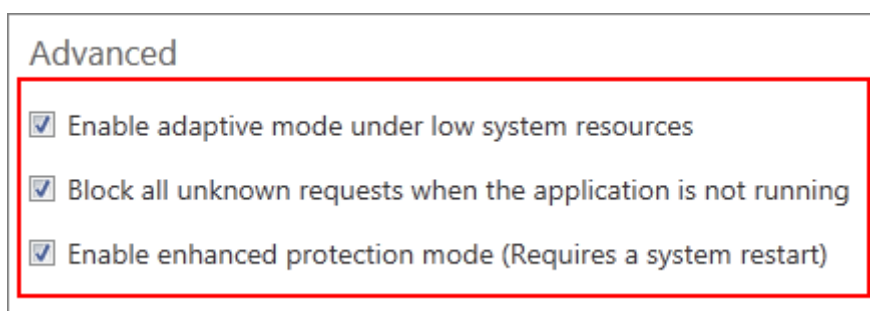 Advanced
Enable adaptive mode under low system resources
Block all unknown requests when the application is not running
Enable enhanced protection mode (Requires a system restart)